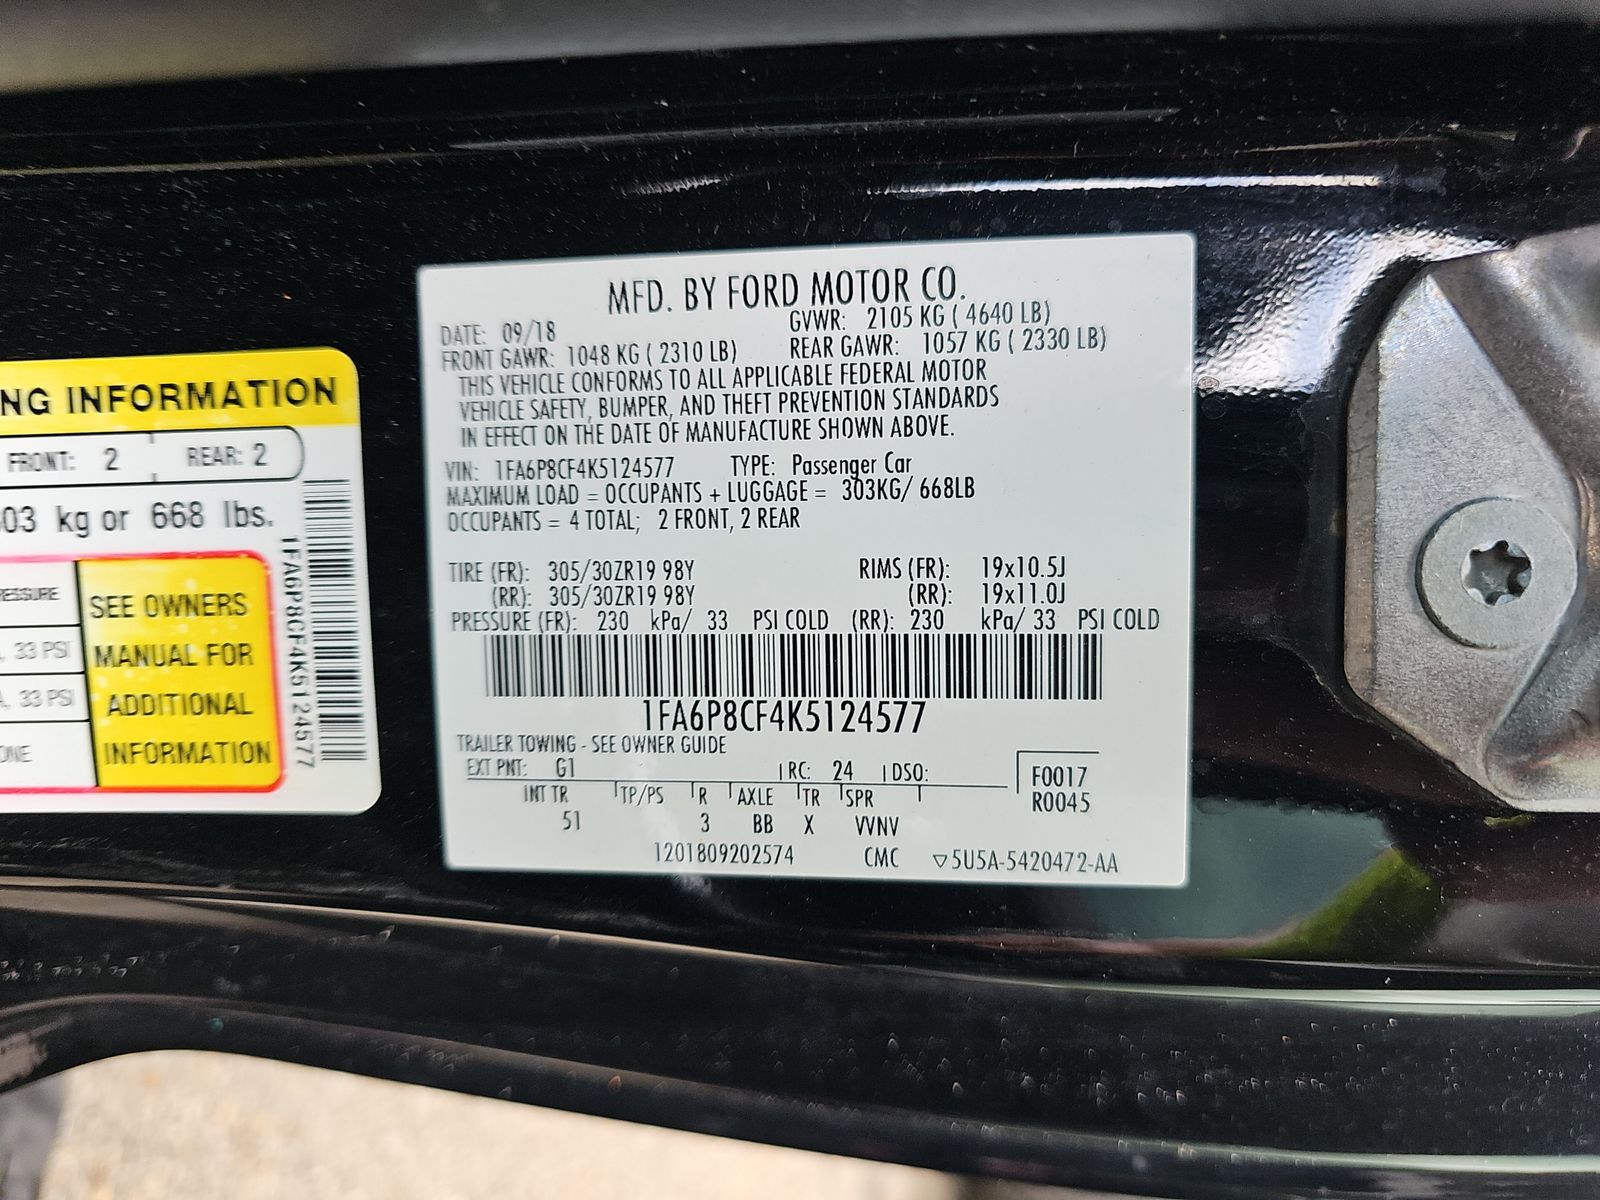 NG INFORMATION
FRONT: 2 REAR: 2
03 kg or 668 lbs.
SEE OWNERS
MANUAL FOR
ADDITIONAL
INFORMATION
33 PSI
33 PSI
1FA6P8CF4K5124577
MFD. BY FORD MOTOR CO.
DATE: 09/18 GVWR: 2105 KG ( 4640 LB)
FRONT GAWR: 1048 KG ( 2310 LB) REAR GAWR: 1057 KG ( 2330 LB)
THIS VEHICLE CONFORMS TO ALL APPLICABLE FEDERAL MOTOR
VEHICLE SAFETY, BUMPER, AND THEFT PREVENTION STANDARDS
IN EFFECT ON THE DATE OF MANUFACTURE SHOWN ABOVE.
VIN: 1FA6P8CF4K5124577 TYPE: Passenger Car
MAXIMUM LOAD = OCCUPANTS + LUGGAGE = 303KG/ 668LB
OCCUPANTS = 4 TOTAL; 2 FRONT, 2 REAR
TIRE (FR): 305/30ZR19 98Y RIMS (FR): 19x10.5J
(RR): 305/30ZR19 98Y (RR): 19x11.0J
PRESSURE (FR): 230 kPa/ 33 PSI COLD (RR): 230 kPa/ 33 PSI COLD
1FA6P8CF4K5124577
TRAILER TOWING - SEE OWNER GUIDE
EXT PNT: G1 RC: 24 DSO: F0017
INT TR TP/PS R AXLE TR SPR R0045
51 3 BB X VVNV
1201809202574 CMC ▽5U5A-5420472-AA